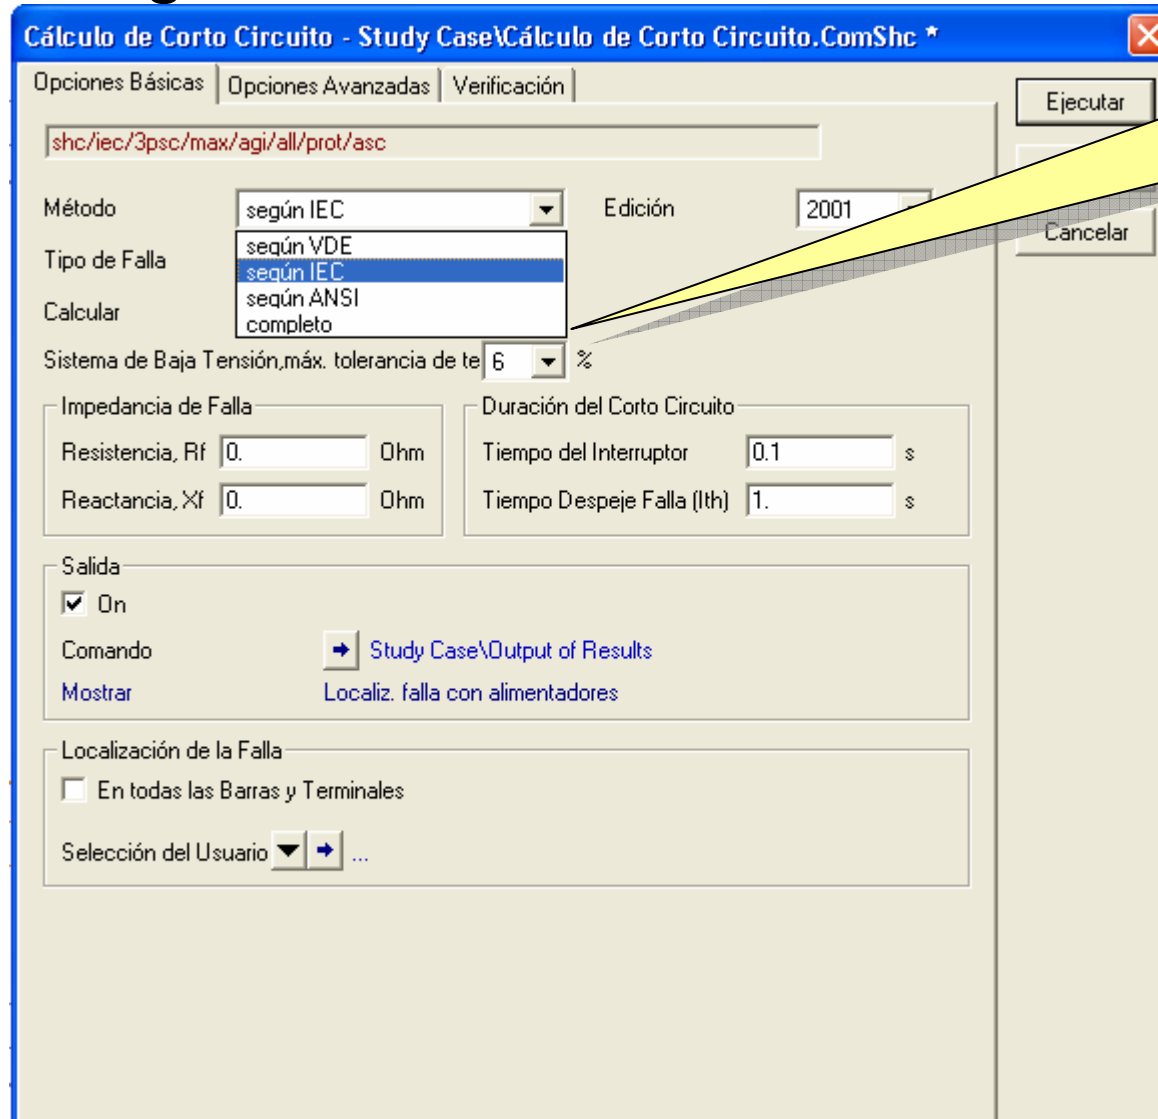 Cálculo de Corto Circuito - Study Case\Cálculo de Corto Circuito.ComShc *
Opciones Básicas Opciones Avanzadas Verificación
Ejecutar
shc/iec/3psc/max/agi/all/prot/asc
Método según IEC Edición 2001
Cancelar
según VDE
Tipo de Falla
según IEC
según ANSI
Calcular
completo
Sistema de Baja Tensión,máx. tolerancia de te 6 %
Impedancia de Falla Duración del Corto Circuito
Resistencia, Rf 0. Ohm Tiempo del Interruptor 0.1 s
Reactancia, Xf 0. Ohm Tiempo Despeje Falla (Ith) 1. s
Salida
On
Comando Study Case\Output of Results
Mostrar Localiz. falla con alimentadores
Localización de la Falla
En todas las Barras y Terminales
Selección del Usuario ...